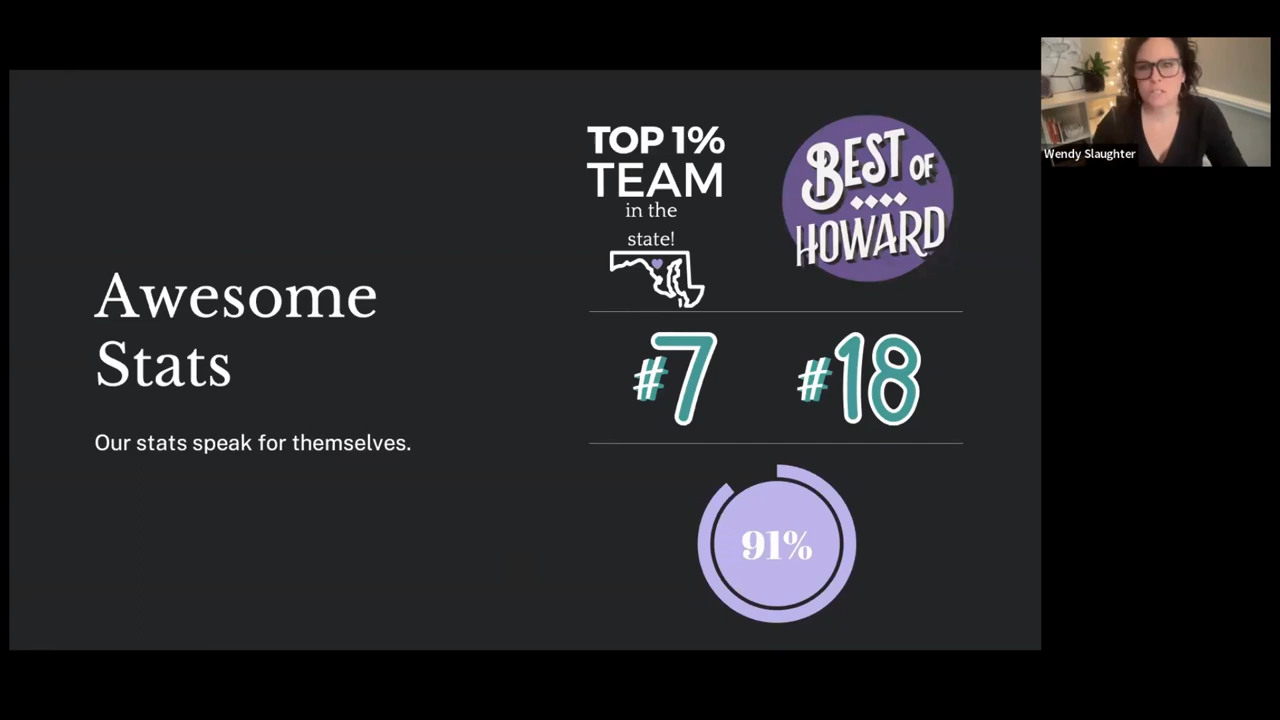 Awesome
Stats
Our stats speak for themselves.
TOP 1%
TEAM
in the
state!
BEST OF
HOWARD
#7
#18
91%
Wendy Slaughter